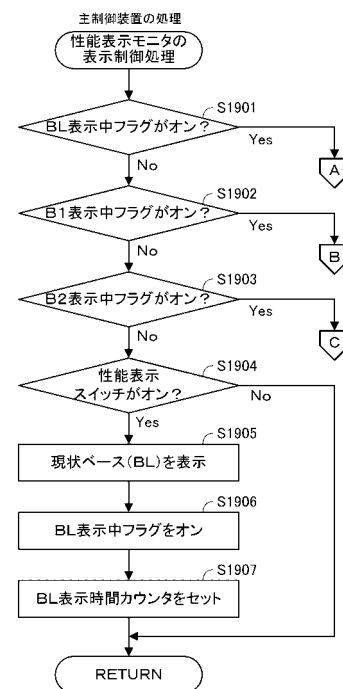 主制御装置の処理
性能表示モニタの
表示制御処理
S1901
BL表示中フラグがオン？
Yes
A
No
S1902
B1表示中フラグがオン？
Yes
B
No
S1903
B2表示中フラグがオン？
Yes
C
No
S1904
性能表示
スイッチがオン？
No
Yes
S1905
現状ベース(BL)を表示
S1906
BL表示中フラグをオン
S1907
BL表示時間カウンタをセット
RETURN